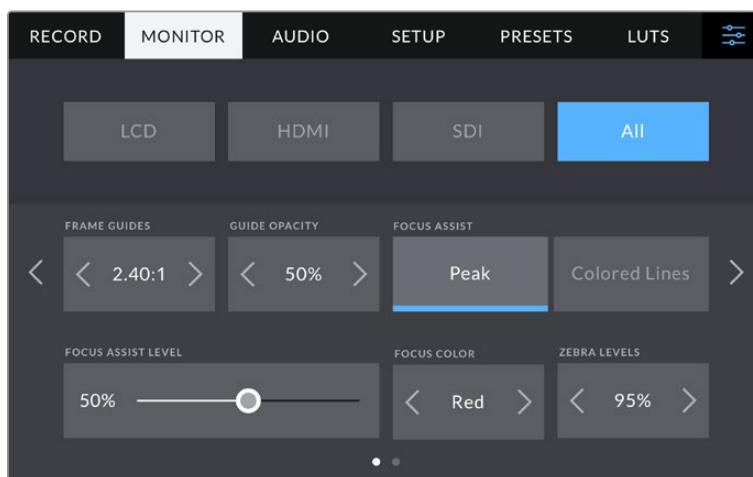 RECORD MONITOR AUDIO SETUP PRESETS LUTS
LCD HDMI SDI All
FRAME GUIDES GUIDE OPACITY FOCUS ASSIST
2.40:1 50% Peak Colored Lines
FOCUS ASSIST LEVEL FOCUS COLOR ZEBRA LEVELS
50% Red 95%